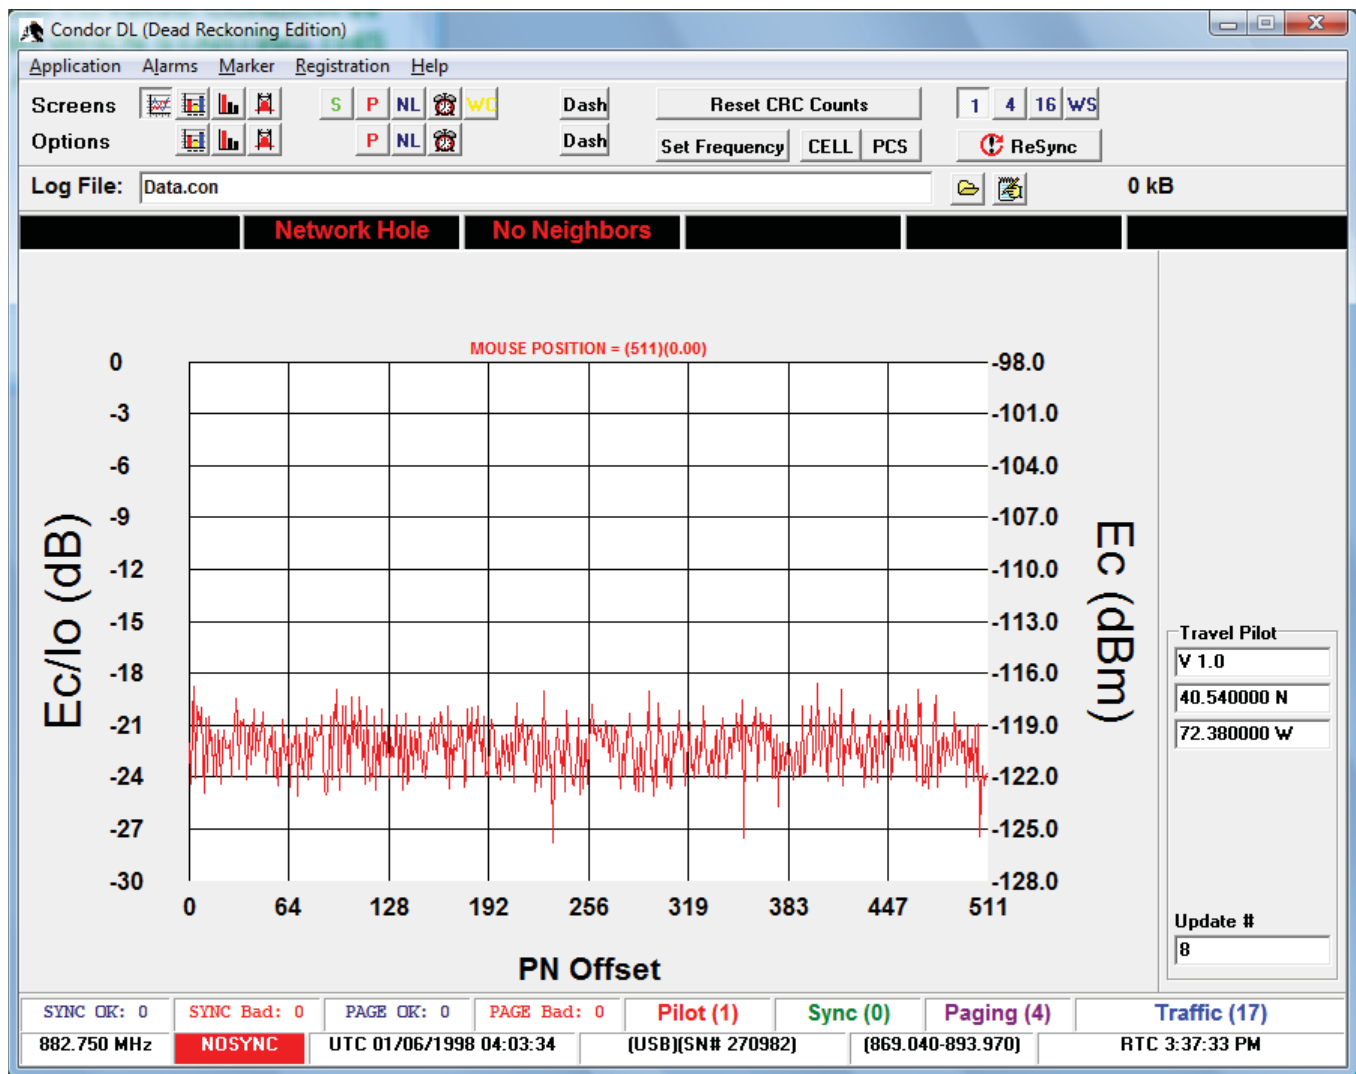 Condor DL (Dead Reckoning Edition)
Application Alarms Marker Registration Help
Screens S P NL WC Dash Reset CRC Counts 1 4 16 WS
Options P NL Dash Set Frequency CELL PCS ReSync
Log File: Data.con 0 kB
Network Hole No Neighbors
MOUSE POSITION = (511)(0.00)
0 -98.0
-3 -101.0
-6 -104.0
-9 -107.0
-12 -110.0
-15 -113.0
-18 -116.0
-21 -119.0
-24 -122.0
-27 -125.0
-30 -128.0
Ec/Io (dB)
Ec (dBm)
0 64 128 192 256 319 383 447 511
PN Offset
Travel Pilot
V 1.0
40.540000 N
72.380000 W
Update #
8
SYNC OK: 0 SYNC Bad: 0 PAGE OK: 0 PAGE Bad: 0 Pilot (1) Sync (0) Paging (4) Traffic (17)
882.750 MHz NOSYNC UTC 01/06/1998 04:03:34 (USB)(SN# 270982) (869.040-893.970) RTC 3:37:33 PM